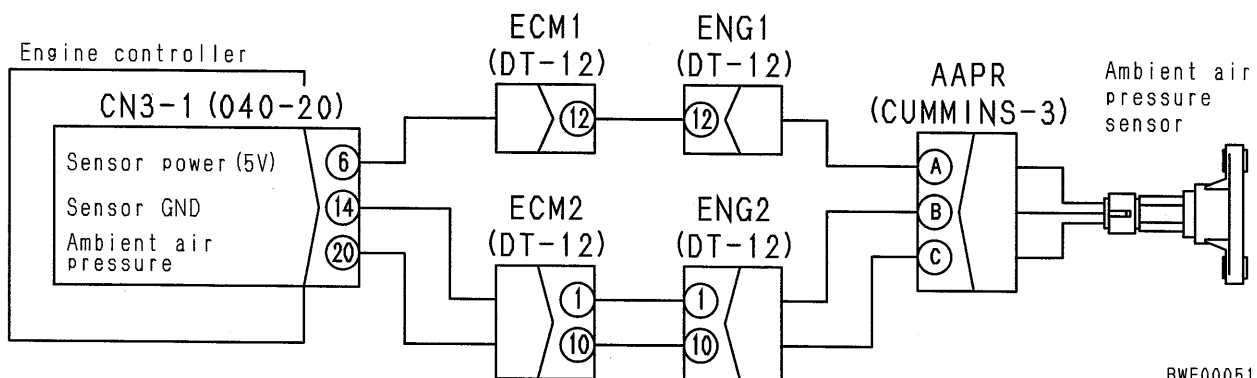 Engine controller
CN3-1 (040-20)
Sensor power (5V)
6
Sensor GND
14
Ambient air
pressure
20
ECM1
(DT-12)
12
ENG1
(DT-12)
12
ECM2
(DT-12)
1
10
ENG2
(DT-12)
1
10
AAPR
(CUMMINS-3)
A
B
C
Ambient air
pressure
sensor
BWE00051